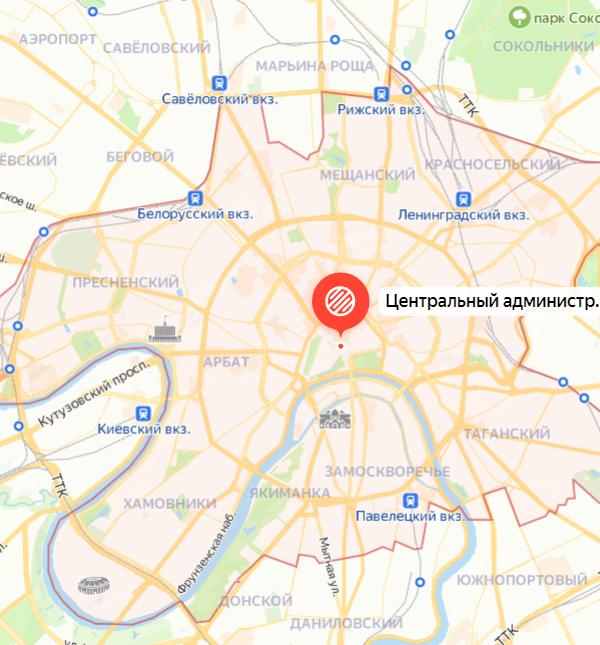 парк Соко
АЭРОПОРТ
САВЁЛОВСКИЙ
СОКОЛЬНИКИ
МАРЬИНА РОЩА
Савёловский вкз.
Рижский вкз.
ТТК
ЁВСКИЙ
БЕГОВОЙ
МЕЩАНСКИЙ
КРАСНОСЕЛЬСКИЙ
ское ш.
Белорусский вкз.
Ленинградский вкз.
ш.
ПРЕСНЕНСКИЙ
Центральный администр.
АРБАТ
Кутузовский просп.
Киевский вкз.
ТАГАНСКИЙ
ЗАМОСКВОРЕЧЬЕ
ТТК
ЯКИМАНКА
ХАМОВНИКИ
Павелецкий вкз.
Фрунзенская наб.
Мытная ул.
ЮЖНОПОРТОВЫЙ
ДОНСКОЙ
ДАНИЛОВСКИЙ
ТТК